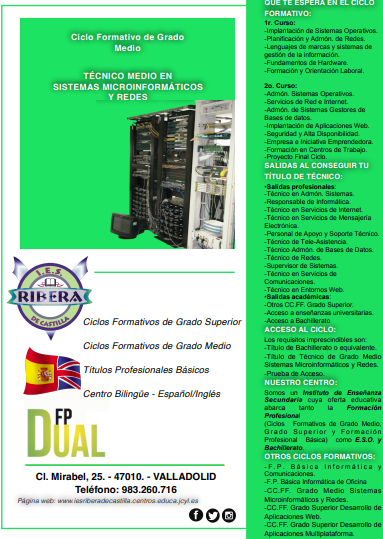 Ciclo Formativo de Grado
Medio
TÉCNICO MEDIO EN
SISTEMAS MICROINFORMÁTICOS
Y REDES
I.E.S.
RIBERA
DE CASTILLA
Ciclos Formativos de Grado Superior
Ciclos Formativos de Grado Medio
Títulos Profesionales Básicos
Centro Bilingüe - Español/Inglés
FP
DUAL
Cl. Mirabel, 25. - 47010. - VALLADOLID
Teléfono: 983.260.716
Página web: www.iesriberadecastilla.centros.educa.jcyl.es
QUE TE ESPERA EN EL CICLO
FORMATIVO:
1r. Curso:
-Implantación de Sistemas Operativos.
-Planificación y Admón. de Redes.
-Lenguajes de marcas y sistemas de
gestión de la información.
-Fundamentos de Hardware.
-Formación y Orientación Laboral.
2o. Curso:
-Admón. Sistemas Operativos.
-Servicios de Red e Internet.
-Admón. de Sistemas Gestores de
Bases de datos.
-Implantación de Aplicaciones Web.
-Seguridad y Alta Disponibilidad.
-Empresa e Iniciativa Emprendedora.
-Formación en Centros de Trabajo.
-Proyecto Final Ciclo.
SALIDAS AL CONSEGUIR TU
TÍTULO DE TÉCNICO:
•Salidas profesionales:
-Técnico en Admón. Sistemas.
-Responsable de Informática.
-Técnico en Servicios de Internet.
-Técnico en Servicios de Mensajería
Electrónica.
-Personal de Apoyo y Soporte Técnico.
-Técnico de Tele-Asistencia.
-Técnico Admón. de Bases de Datos.
-Técnico de Redes.
-Supervisor de Sistemas.
-Técnico en Servicios de
Comunicaciones.
-Técnico en Entornos Web.
•Salidas académicas:
-Otros CC.FF. Grado Superior.
-Acceso a enseñanzas universitarias.
-Acceso a Bachillerato
ACCESO AL CICLO:
Los requisitos imprescindibles son:
-Título de Bachillerato o equivalente.
-Título de Técnico de Grado Medio
Sistemas Microinformáticos y Redes.
-Prueba de Acceso.
NUESTRO CENTRO:
Somos un Instituto de Enseñanza
Secundaria cuya oferta educativa
abarca tanto la Formación
Profesional
(Ciclos Formativos de Grado Medio,
Grado Superior y Formación
Profesional Básica) como E.S.O. y
Bachillerato.
OTROS CICLOS FORMATIVOS:
-F.P. Básica Informática y
Comunicaciones.
-F.P. Básica Informática de Oficina
-CC.FF. Grado Medio Sistemas
Microinformáticos y Redes.
-CC.FF. Grado Superior Desarrollo de
Aplicaciones Web.
-CC.FF. Grado Superior Desarrollo de
Aplicaciones Multiplataforma.